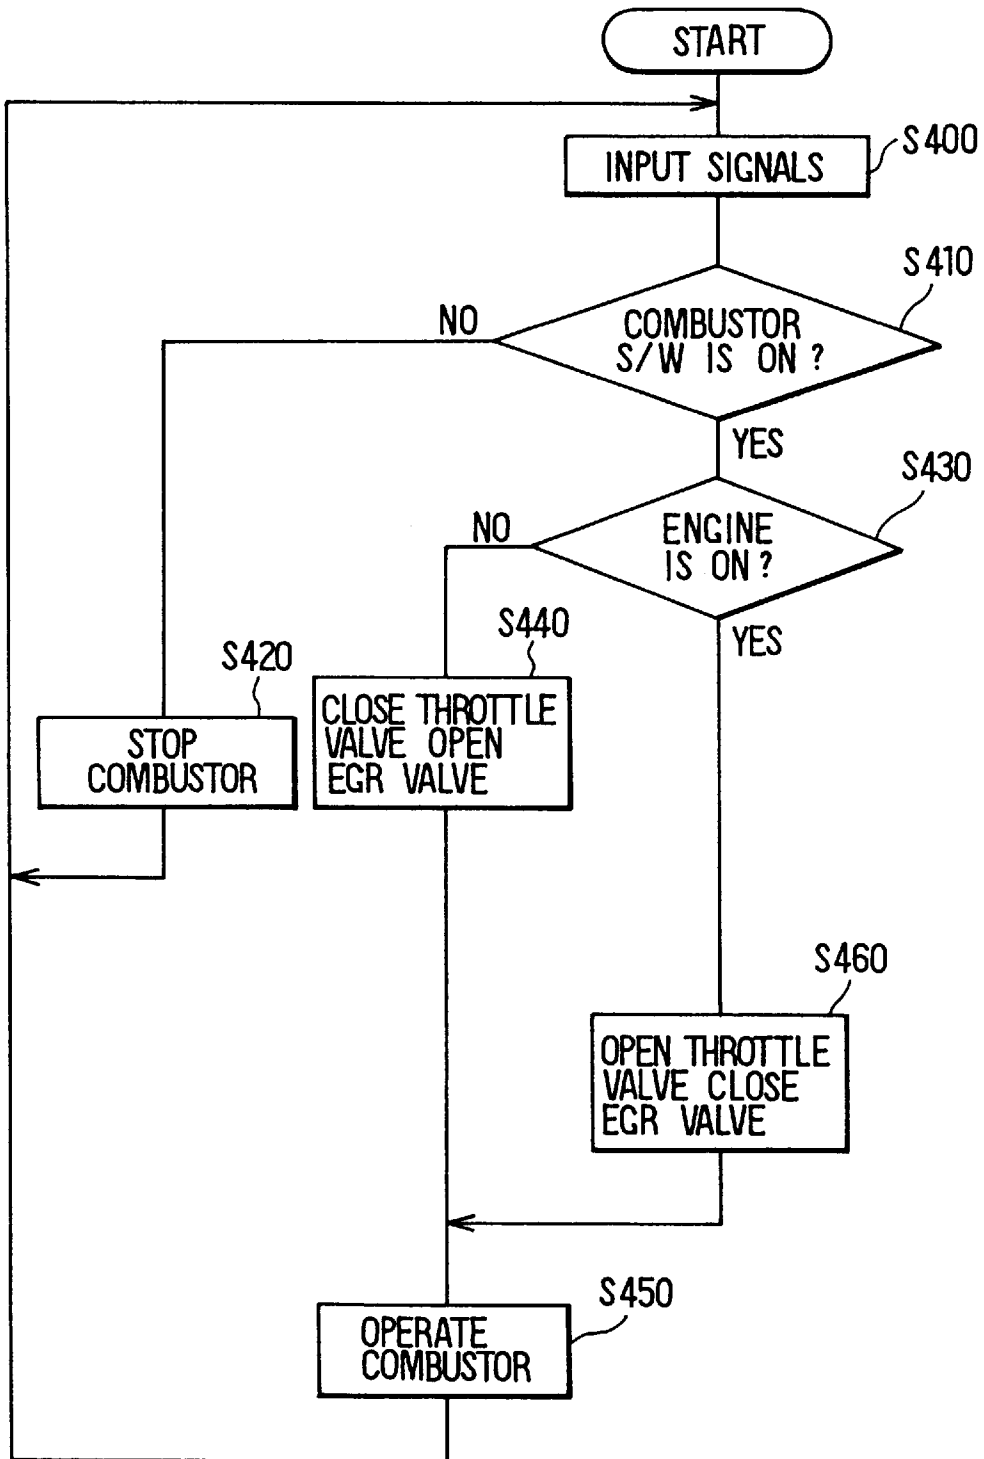 START
INPUT SIGNALS
S400
S410
NO
COMBUSTOR
S/W IS ON ?
YES
S430
NO
ENGINE
IS ON ?
YES
S440
S420
CLOSE THROTTLE
VALVE OPEN
EGR VALVE
STOP
COMBUSTOR
S460
OPEN THROTTLE
VALVE CLOSE
EGR VALVE
S450
OPERATE
COMBUSTOR